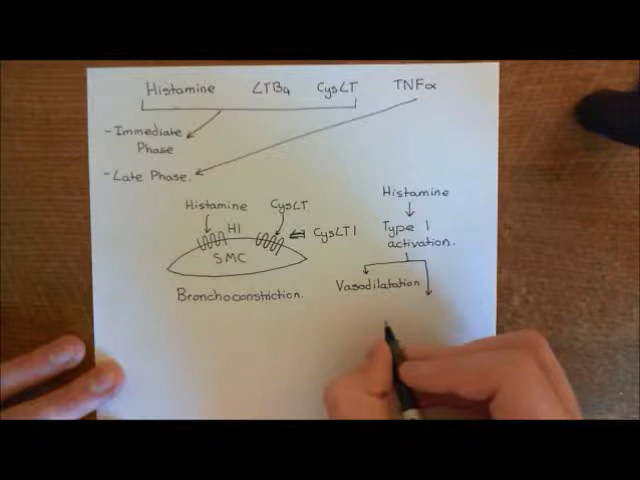 Histamine LTB4 CysLT TNFα
- Immediate
Phase
- Late Phase.
Histamine CysLT
H1
CysLT1
SMC
Bronchoconstriction.
Histamine
Type 1
activation.
Vasodilatation